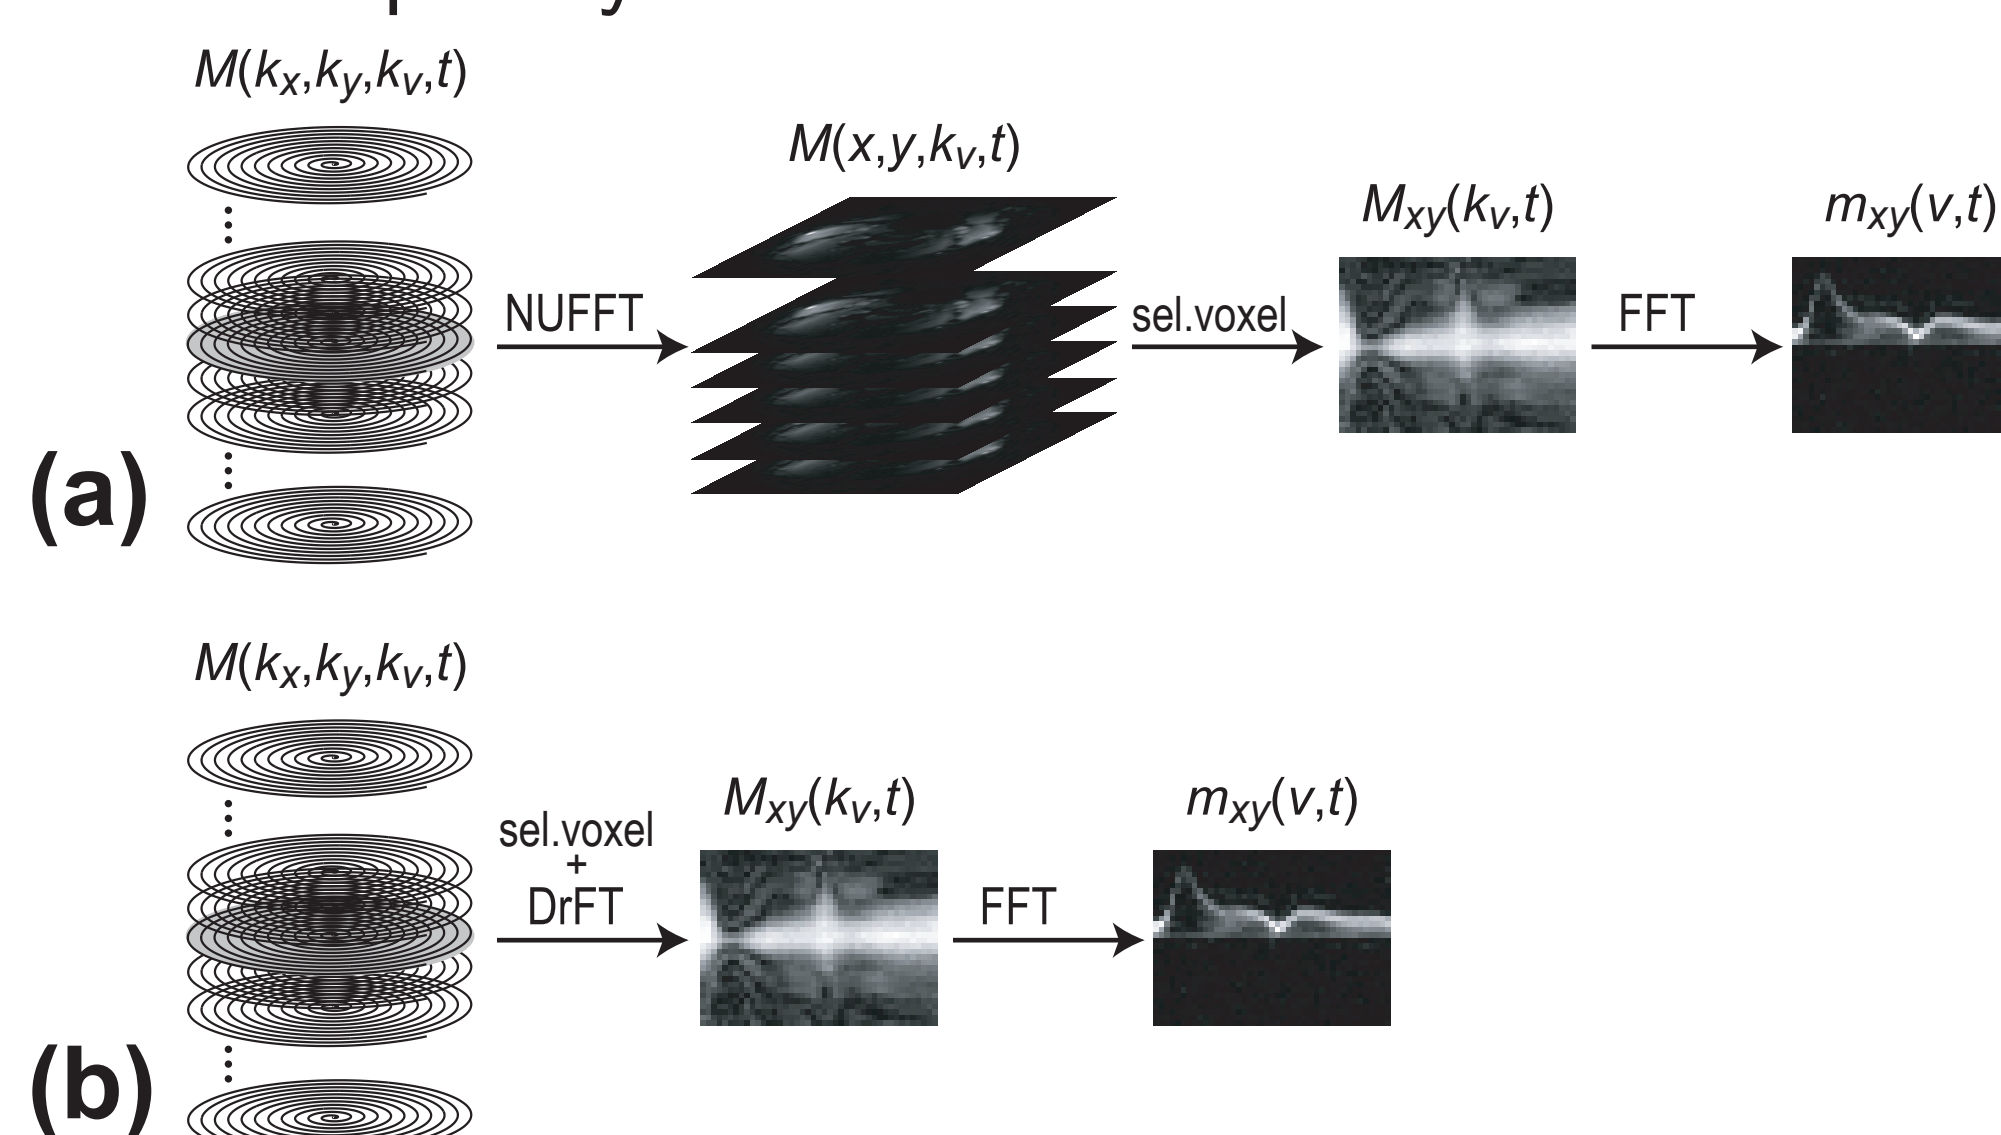 M(kx,ky,kv,t)
M(x,y,kv,t)
Mxy(kv,t)
mxy(v,t)
NUFFT
sel.voxel
FFT
(a)
M(kx,ky,kv,t)
Mxy(kv,t)
mxy(v,t)
sel.voxel
+
DrFT
FFT
(b)